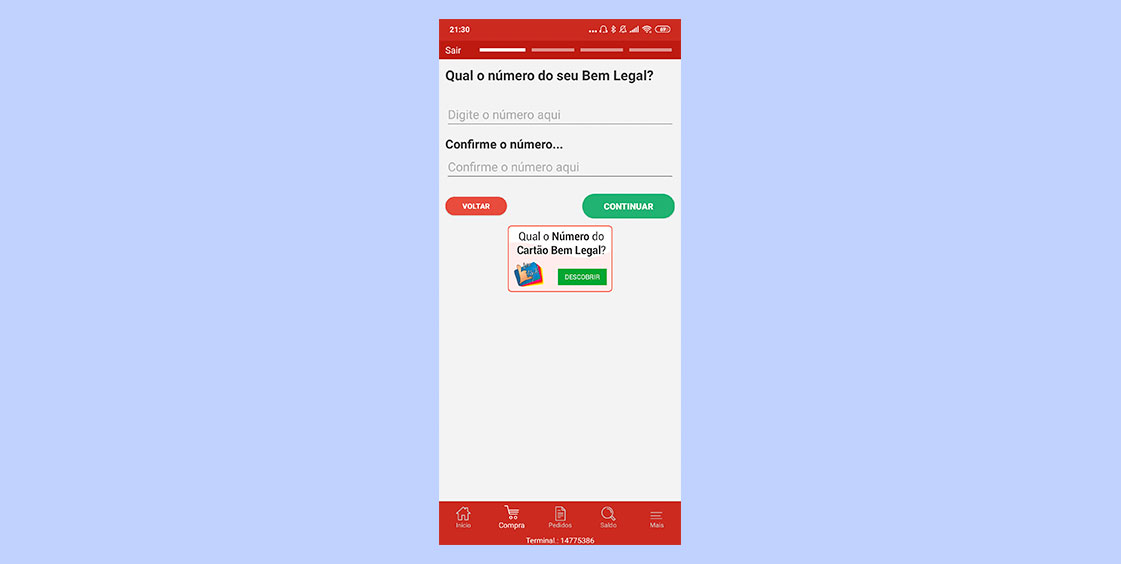 21:30
Sair
Qual o número do seu Bem Legal?
Digite o número aqui
Confirme o número...
Confirme o número aqui
VOLTAR
CONTINUAR
Qual o Número do
Cartão Bem Legal?
DESCOBRIR
Início
Compra
Pedidos
Saldo
Mais
Terminal.: 14775386